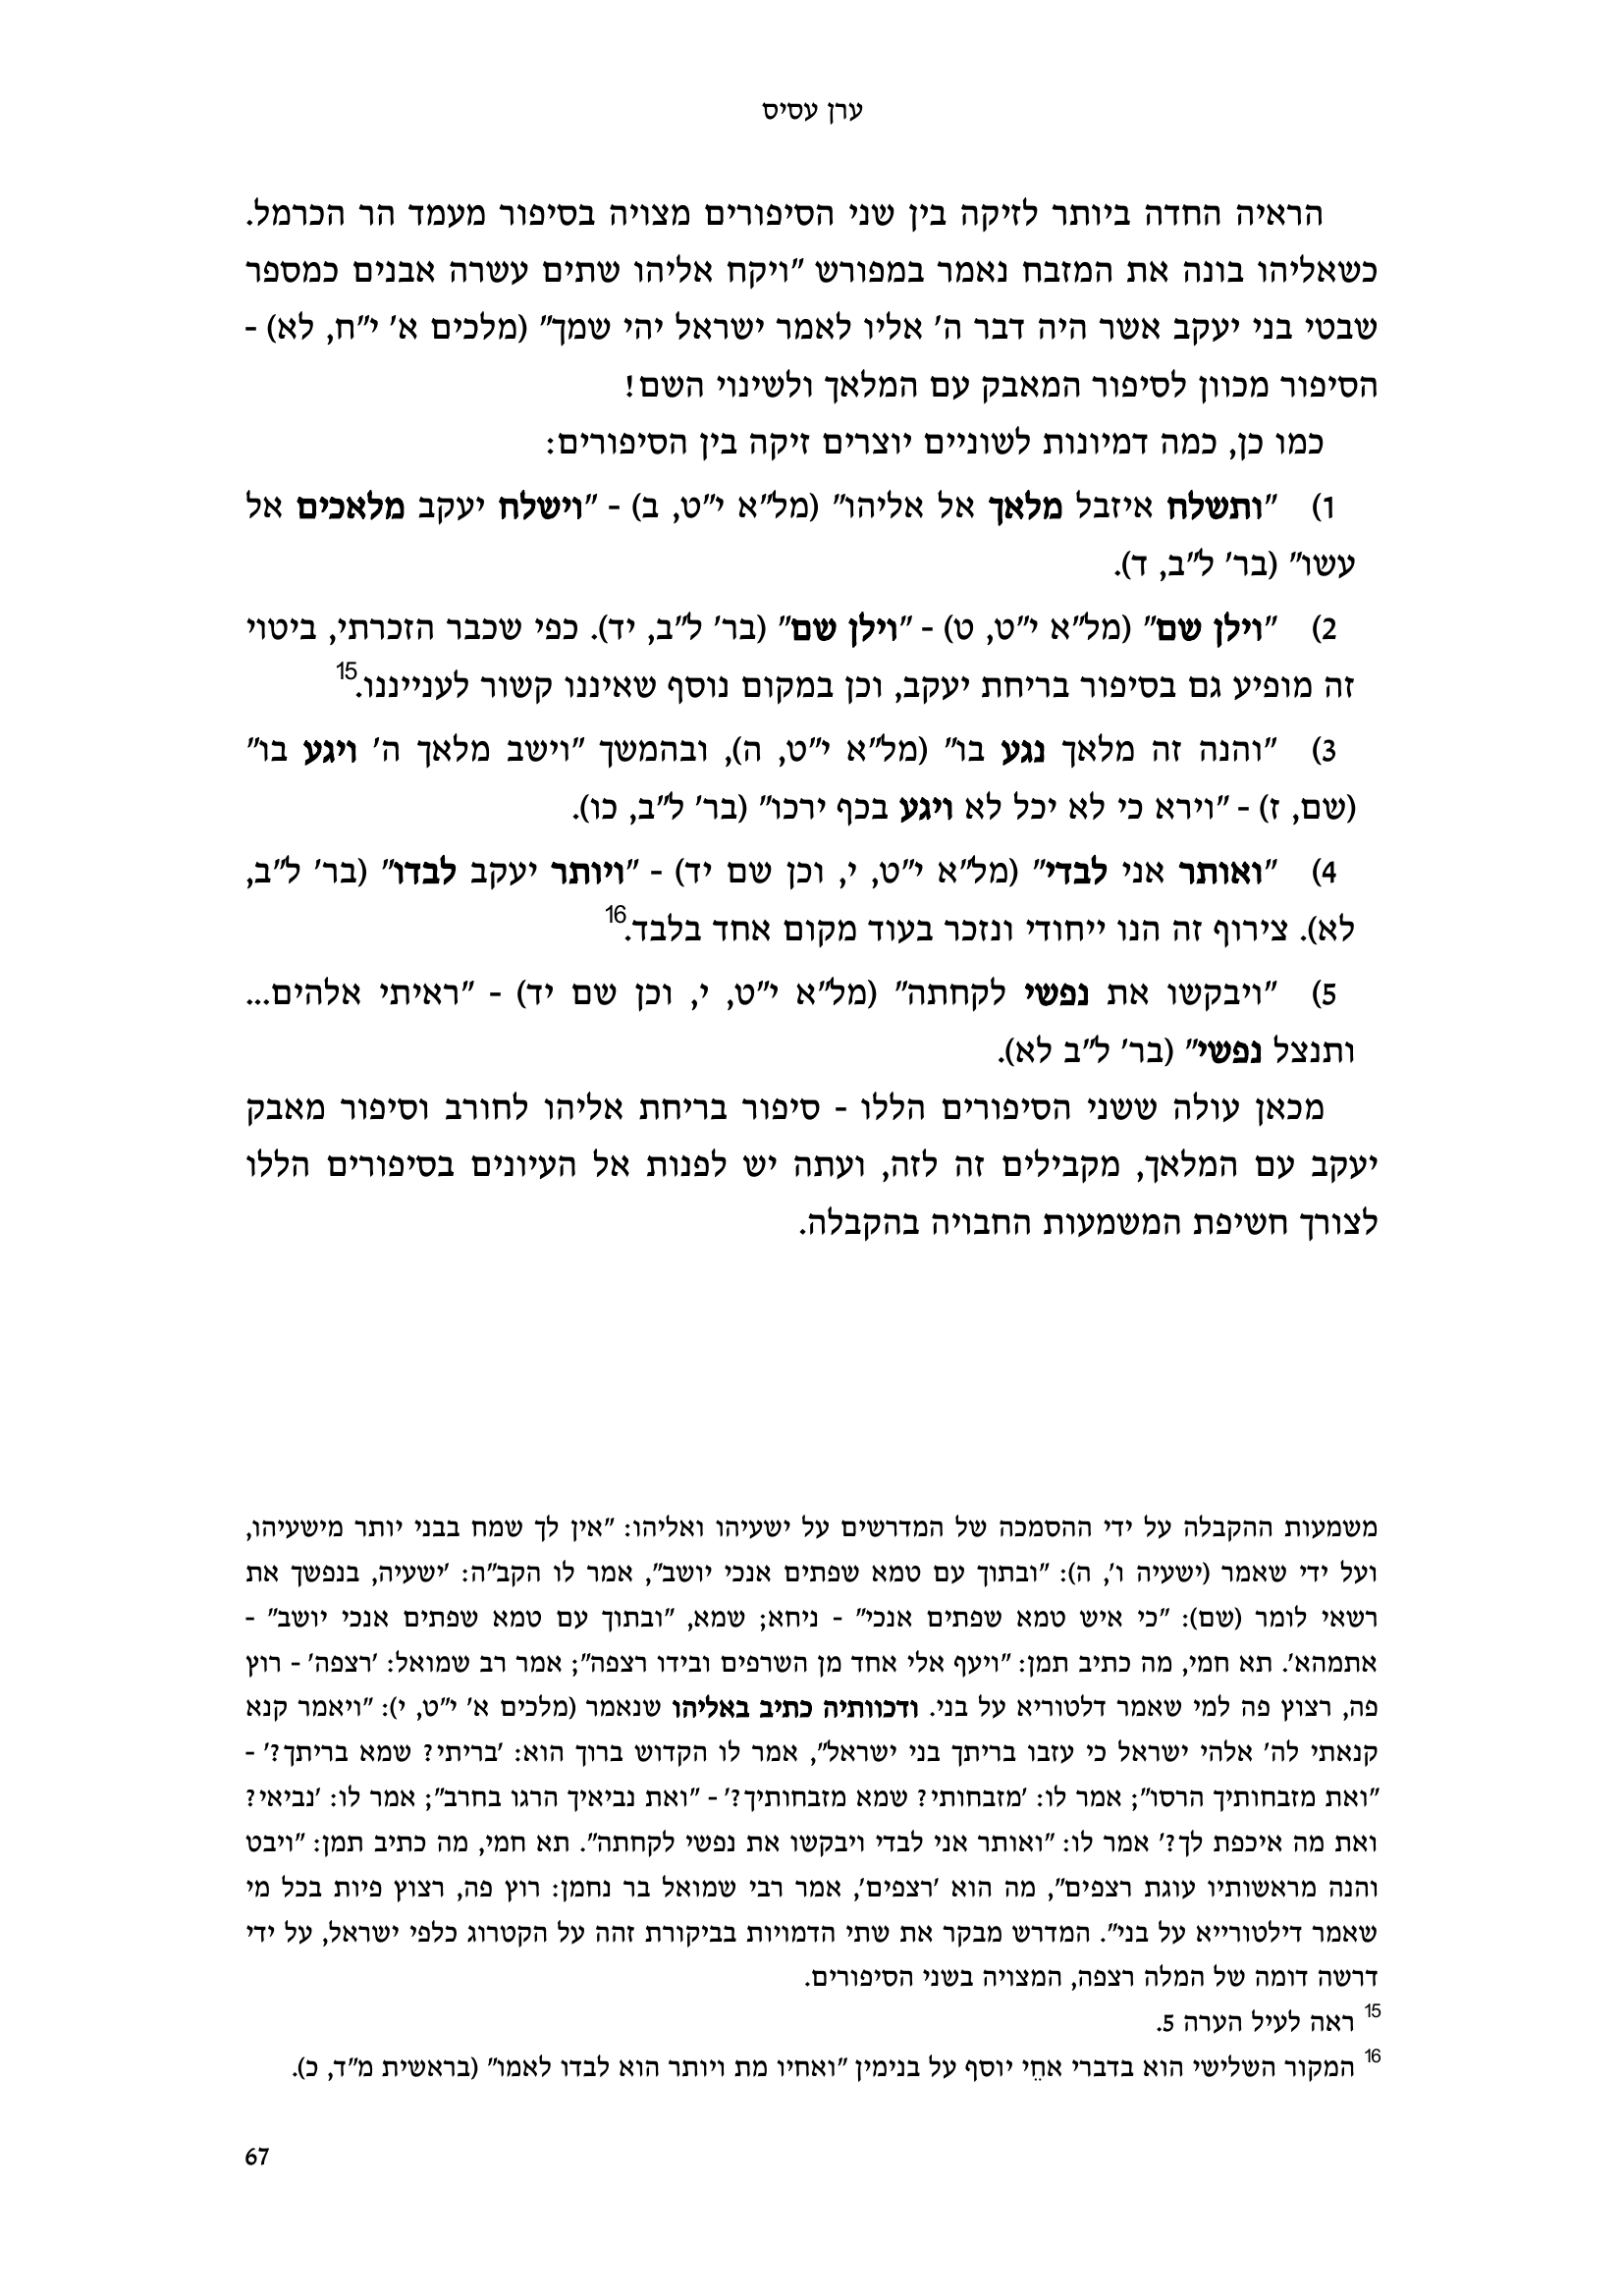 ערן עסיס
הראיה החדה ביותר לזיקה בין שני הסיפורים מצויה בסיפור מעמד הר הכרמל.
כשאליהו בונה את המזבח נאמר במפורש "ויקח אליהו שתים עשרה אבנים כמספר
שבטי בני יעקב אשר היה דבר ה' אליו לאמר ישראל יהי שמך" (מלכים א' י"ח, לא) -
הסיפור מכוון לסיפור המאבק עם המלאך ולשינוי השם!
כמו כן, כמה דמיונות לשוניים יוצרים זיקה בין הסיפורים:
1) "ותשלח איזבל מלאך אל אליהו" (מל"א י"ט, ב) - "וישלח יעקב מלאכים אל
עשו" (בר' ל"ב, ד).
2) "וילן שם" (מל"א י"ט, ט) - "וילן שם" (בר' ל"ב, יד). כפי שכבר הזכרתי, ביטוי
זה מופיע גם בסיפור בריחת יעקב, וכן במקום נוסף שאיננו קשור לענייננו.15
3) "והנה זה מלאך נגע בו" (מל"א י"ט, ה), ובהמשך "וישב מלאך ה' ויגע בו"
(שם, ז) - "וירא כי לא יכל לא ויגע בכף ירכו" (בר' ל"ב, כו).
4) "ואותר אני לבדי" (מל"א י"ט, י, וכן שם יד) - "ויותר יעקב לבדו" (בר' ל"ב,
לא). צירוף זה הנו ייחודי ונזכר בעוד מקום אחד בלבד.16
5) "ויבקשו את נפשי לקחתה" (מל"א י"ט, י, וכן שם יד) - "ראיתי אלהים...
ותנצל נפשי" (בר' ל"ב לא).
מכאן עולה ששני הסיפורים הללו - סיפור בריחת אליהו לחורב וסיפור מאבק
יעקב עם המלאך, מקבילים זה לזה, ועתה יש לפנות אל העיונים בסיפורים הללו
לצורך חשיפת המשמעות החבויה בהקבלה.
משמעות ההקבלה על ידי ההסמכה של המדרשים על ישעיהו ואליהו: "אין לך שמח בבני יותר מישעיהו,
ועל ידי שאמר (ישעיה ו', ה): "ובתוך עם טמא שפתים אנכי יושב", אמר לו הקב"ה: 'ישעיה, בנפשך את
רשאי לומר (שם): "כי איש טמא שפתים אנכי" - ניחא; שמא, "ובתוך עם טמא שפתים אנכי יושב" -
אתמהא'. תא חמי, מה כתיב תמן: "ויעף אלי אחד מן השרפים ובידו רצפה"; אמר רב שמואל: 'רצפה' - רוץ
פה, רצוץ פה למי שאמר דלטוריא על בני. ודכוותיה כתיב באליהו שנאמר (מלכים א' י"ט, י): "ויאמר קנא
קנאתי לה' אלהי ישראל כי עזבו בריתך בני ישראל", אמר לו הקדוש ברוך הוא: 'בריתי? שמא בריתך?' -
"ואת מזבחותיך הרסו"; אמר לו: 'מזבחותי? שמא מזבחותיך?' - "ואת נביאיך הרגו בחרב"; אמר לו: 'נביאי?
ואת מה איכפת לך?' אמר לו: "ואותר אני לבדי ויבקשו את נפשי לקחתה". תא חמי, מה כתיב תמן: "ויבט
והנה מראשותיו עוגת רצפים", מה הוא 'רצפים', אמר רבי שמואל בר נחמן: רוץ פה, רצוץ פיות בכל מי
שאמר דילטורייא על בני". המדרש מבקר את שתי הדמויות בביקורת זהה על הקטרוג כלפי ישראל, על ידי
דרשה דומה של המלה רצפה, המצויה בשני הסיפורים.
15 ראה לעיל הערה 5.
16 המקור השלישי הוא בדברי אחֵי יוסף על בנימין "ואחיו מת ויותר הוא לבדו לאמו" (בראשית מ"ד, כ).
67